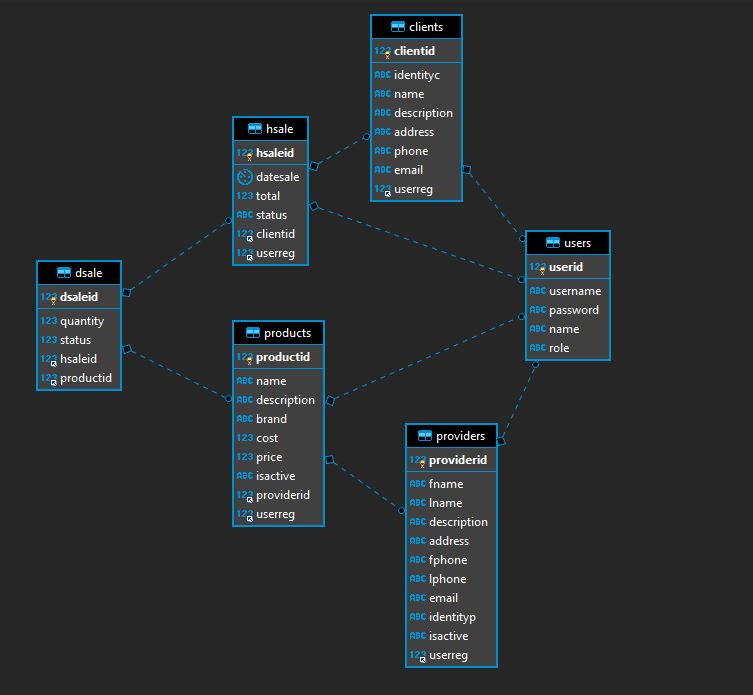 clients
123 clientid
ABC identityc
ABC name
ABC description
ABC address
ABC phone
ABC email
123 userreg
hsale
123 hsaleid
datesale
123 total
ABC status
123 clientid
123 userreg
users
123 userid
ABC username
ABC password
ABC name
ABC role
dsale
123 dsaleid
123 quantity
ABC status
123 hsaleid
123 productid
products
123 productid
ABC name
ABC description
ABC brand
123 cost
123 price
ABC isactive
123 providerid
123 userreg
providers
123 providerid
ABC fname
ABC lname
ABC description
ABC address
ABC fphone
ABC lphone
ABC email
ABC identityp
ABC isactive
123 userreg